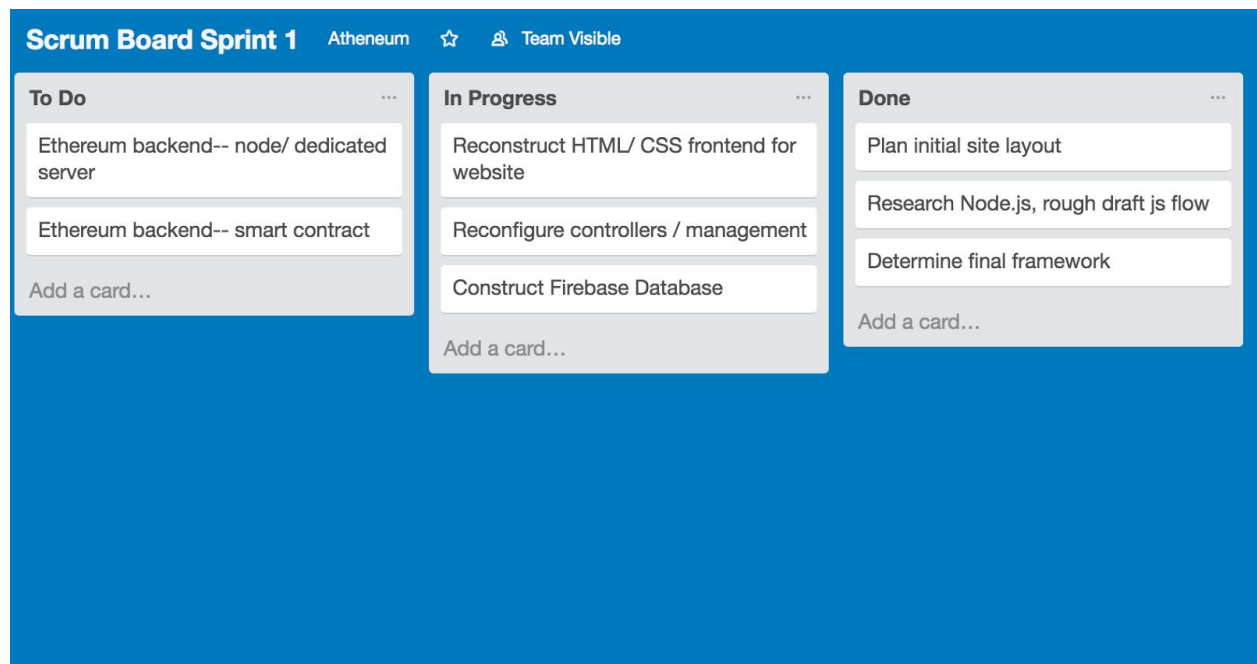 Scrum Board Sprint 1 Atheneum Team Visible
To Do
Ethereum backend-- node/ dedicated
server
Ethereum backend-- smart contract
Add a card…
In Progress
Reconstruct HTML/ CSS frontend for
website
Reconfigure controllers / management
Construct Firebase Database
Add a card…
Done
Plan initial site layout
Research Node.js, rough draft js flow
Determine final framework
Add a card…